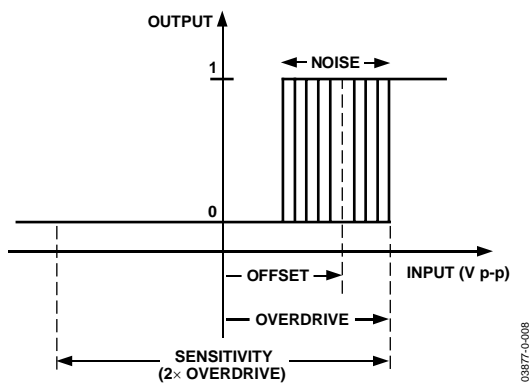 OUTPUT
NOISE
1
0
OFFSET
INPUT (V p-p)
OVERDRIVE
SENSITIVITY
(2× OVERDRIVE)
03877-0-008